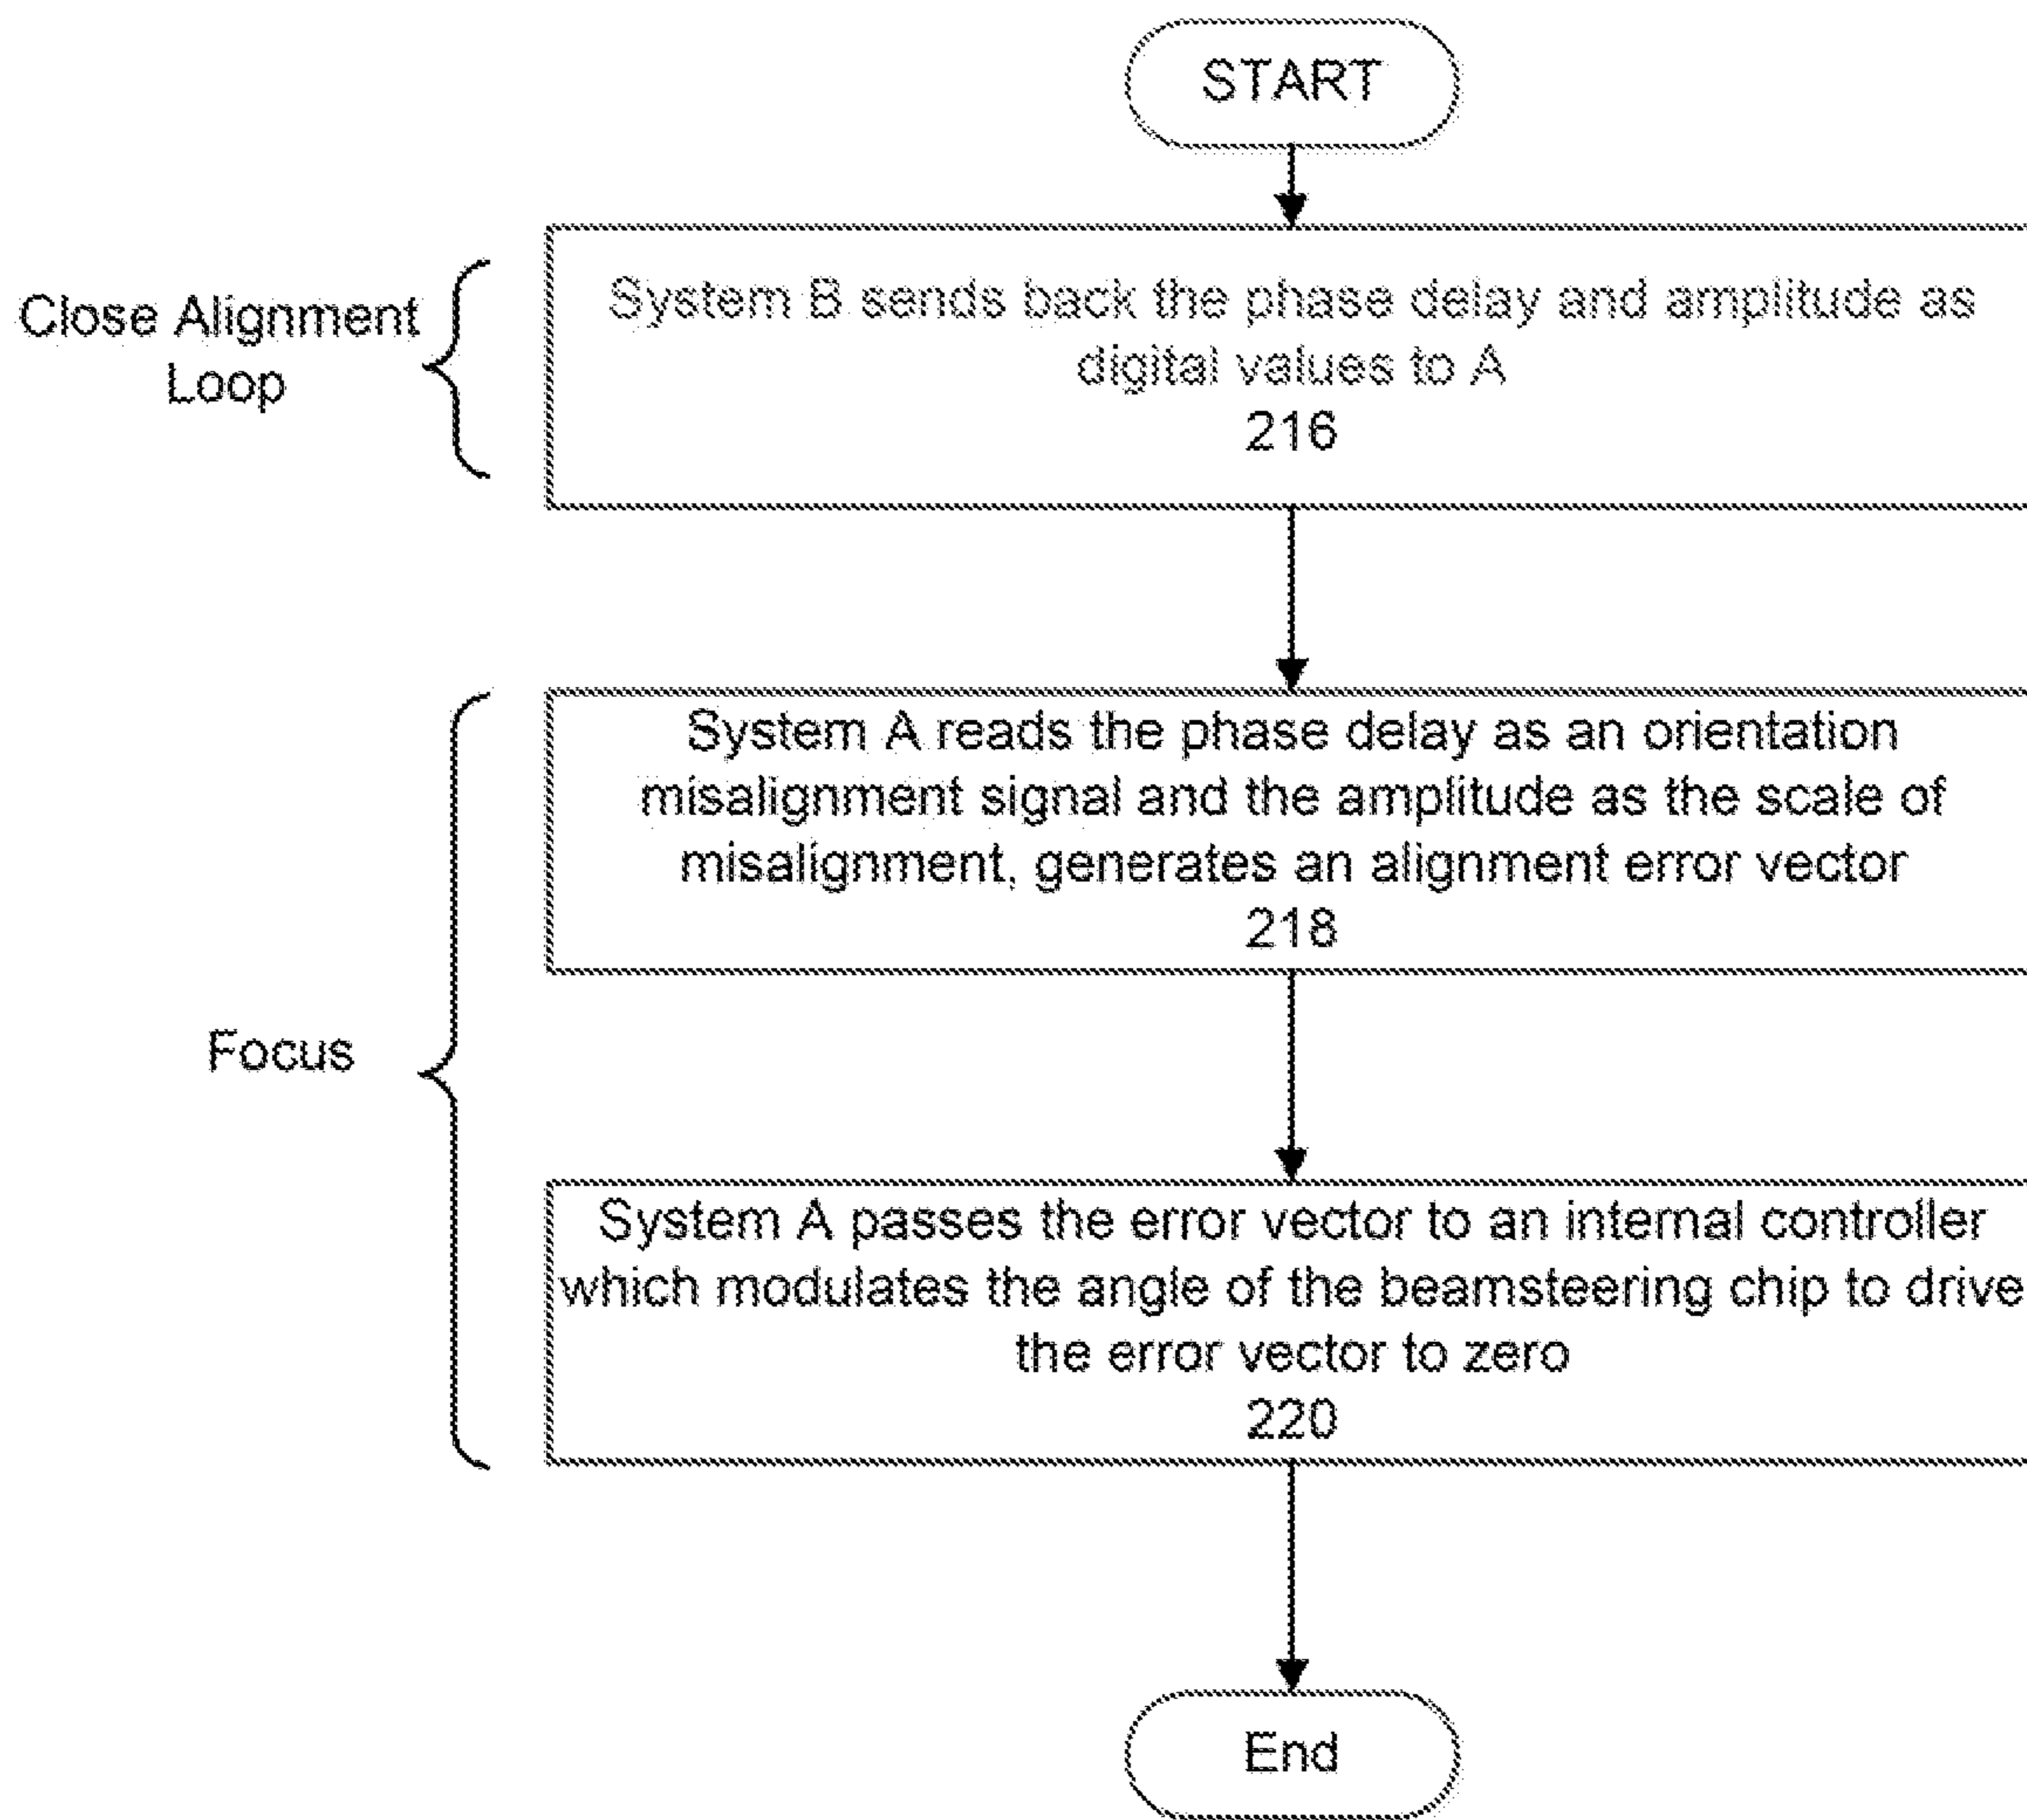 START
Close Alignment
Loop
System B sends back the phase delay and amplitude as
digital values to A
216
System A reads the phase delay as an orientation
misalignment signal and the amplitude as the scale of
misalignment, generates an alignment error vector
218
Focus
System A passes the error vector to an internal controller
which modulates the angle of the beamsteering chip to drive
the error vector to zero
220
End